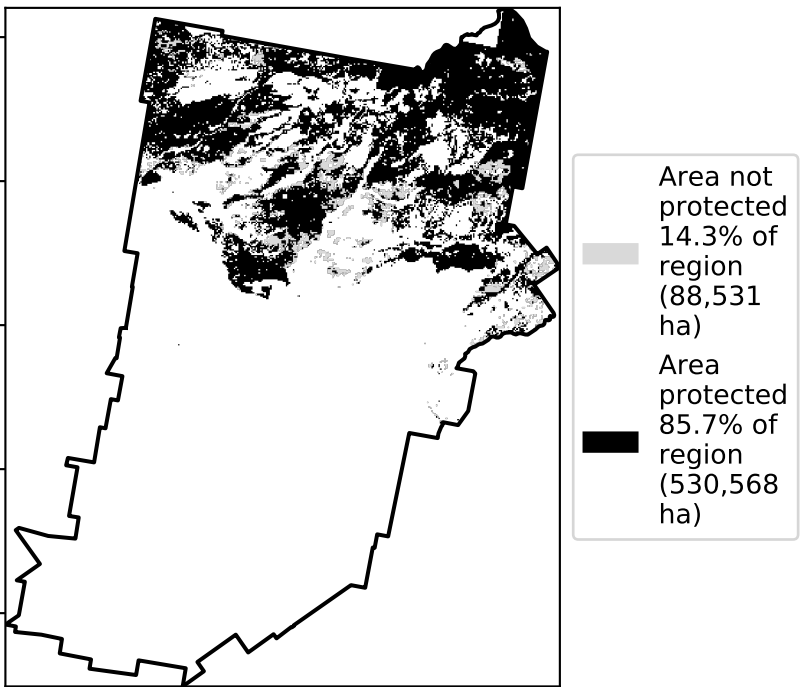 Area not
protected
14.3% of
region
(88,531
ha)
Area
protected
85.7% of
region
(530,568
ha)